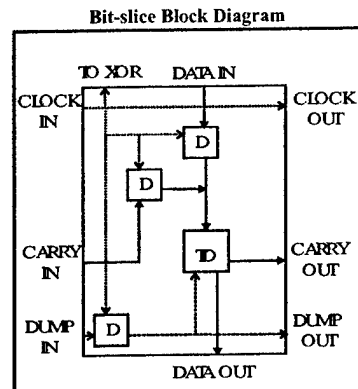 Bit-slice Block Diagram
TO XOR DATA IN
CLOCK IN
CLOCK OUT
D
D
CARRY IN
TD
CARRY OUT
DUMP IN
D
DUMP OUT
DATA OUT